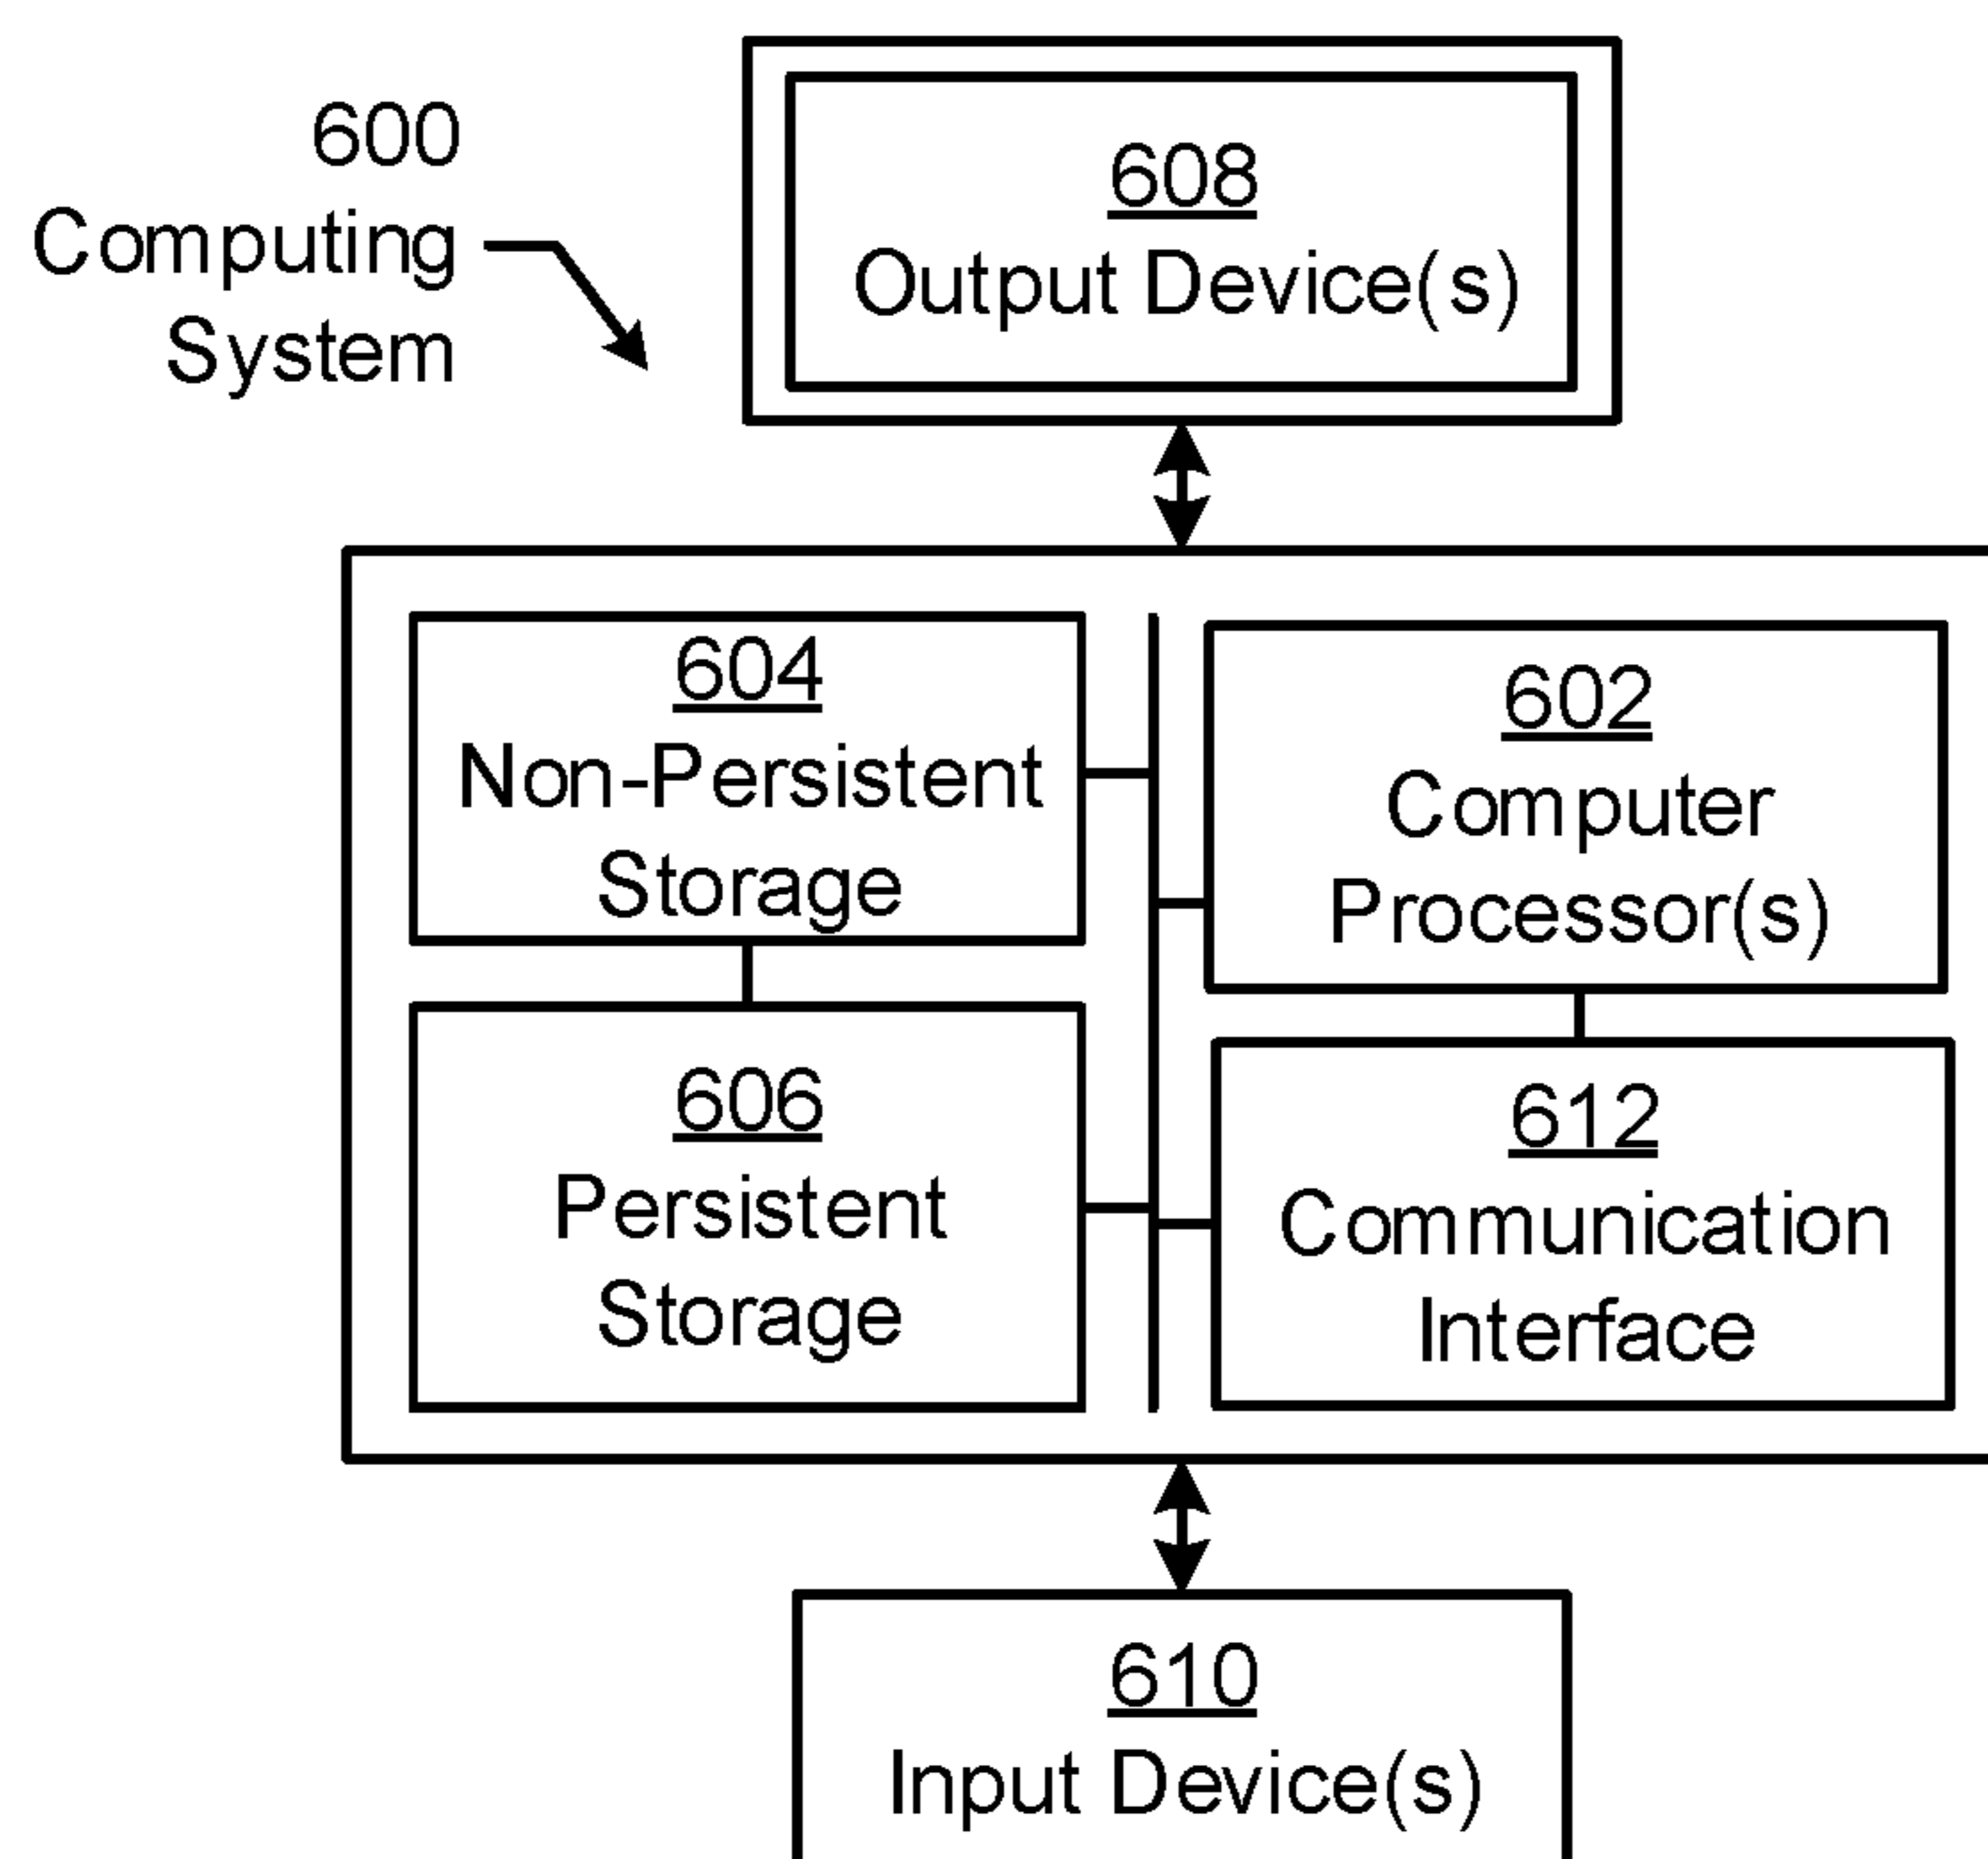 600
Computing
System
608
Output Device(s)
604
Non-Persistent
Storage
602
Computer
Processor(s)
606
Persistent
Storage
612
Communication
Interface
610
Input Device(s)